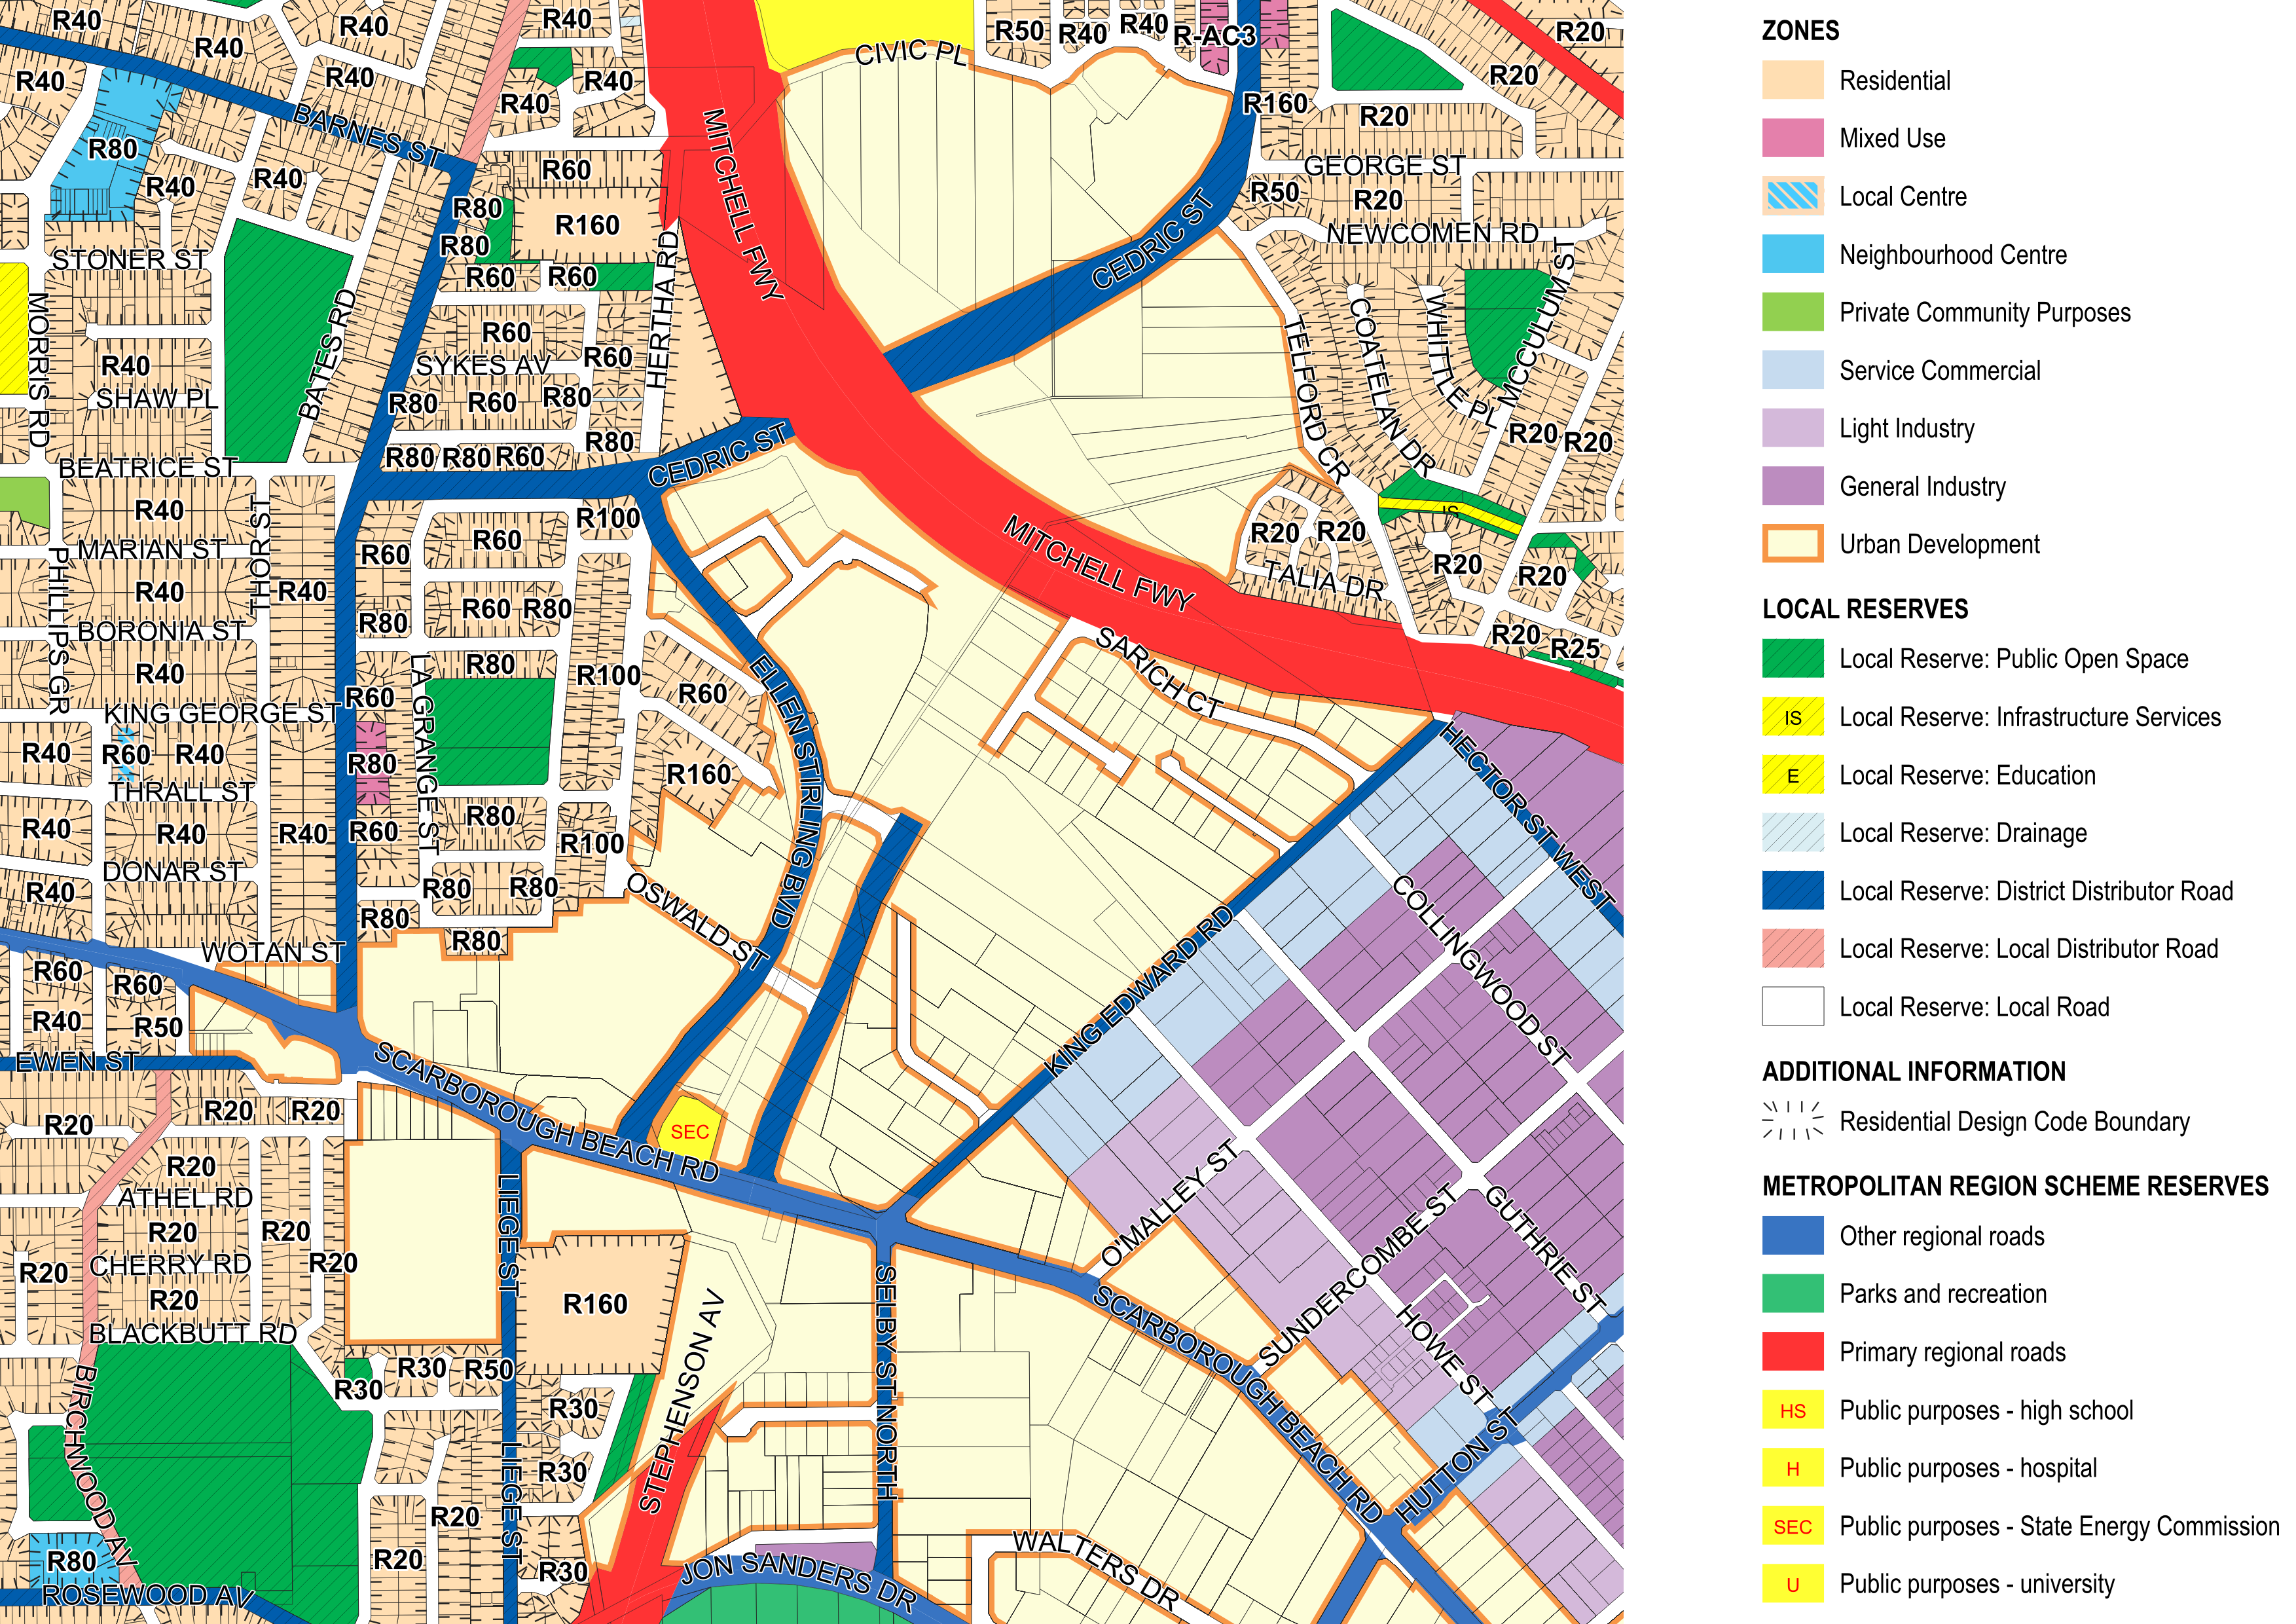 R40
R40
R40
R40
R50
R40
R40
R-AC3
R20
CIVIC PL
R40
R40
R40
R40
R20
R160
R20
MITCHELL FWY
BARNES ST
R80
R40
R40
R60
GEORGE ST
R50
R20
R80
R160
NEWCOMEN RD
R80
STONER ST
R60
R60
HERTHA RD
CEDRIC ST
MORRIS RD
BATES RD
R60
R60
SYKES AV
R40
SHAW PL
R80
R60
R80
R80
TELFORD CR
COATELAN DR
WHITTLE PL
MCCULLUM ST
R20
R20
BEATRICE ST
R80
R80
R60
CEDRIC ST
R40
THOR ST
R100
IS
MARIAN ST
R60
R60
MITCHELL FWY
R20
R20
R20
R20
TALIA DR
PHILLIPS GR
R40
R40
R60
R80
R80
BORONIA ST
R40
R80
LA GRANGE ST
R100
ELLEN STIRLING BVD
SARICH CT
R20
R25
R60
R60
KING GEORGE ST
R40
R60
R40
R80
R160
HECTOR ST WEST
THRALL ST
R40
R40
R40
R60
R80
R100
DONAR ST
R40
R80
R80
OSWALD ST
COLLINGWOOD ST
R80
R80
WOTAN ST
R60
R60
KING EDWARD RD
R40
R50
EWEN ST
SCARBOROUGH BEACH RD
R20
R20
R20
SEC
R20
ATHEL RD
LIEGE ST
O'MALLEY ST
SUNDERCOMBE ST
GUTHRIE ST
R20
R20
CHERRY RD
R20
R20
R20
R160
SELBY ST NORTH
SCARBOROUGH BEACH RD
HOWE ST
BLACKBUTT RD
STEPHENSON AV
R30
R50
R30
R30
BIRCHWOOD AV
LIEGE ST
R30
HUTTON ST
R20
R80
R20
R30
WALTERS DR
JON SANDERS DR
ROSEWOOD AV
ZONES
Residential
Mixed Use
Local Centre
Neighbourhood Centre
Private Community Purposes
Service Commercial
Light Industry
General Industry
Urban Development
LOCAL RESERVES
Local Reserve: Public Open Space
IS Local Reserve: Infrastructure Services
E Local Reserve: Education
Local Reserve: Drainage
Local Reserve: District Distributor Road
Local Reserve: Local Distributor Road
Local Reserve: Local Road
ADDITIONAL INFORMATION
Residential Design Code Boundary
METROPOLITAN REGION SCHEME RESERVES
Other regional roads
Parks and recreation
Primary regional roads
HS Public purposes - high school
H Public purposes - hospital
SEC Public purposes - State Energy Commission
U Public purposes - university